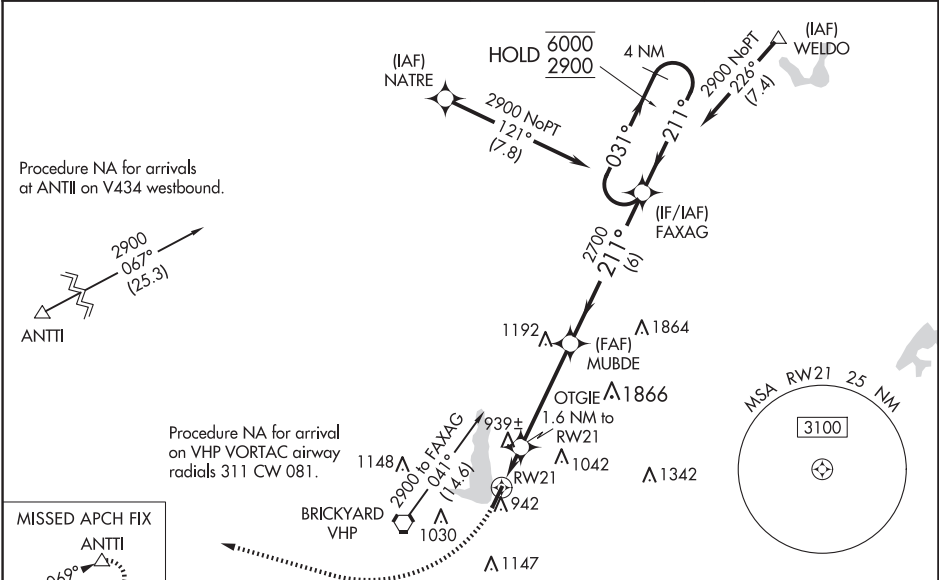 (IAF)
WELDO
2900 NoPT
226°
(7.4)
HOLD 6000
2900
4 NM
031°
211°
(IAF)
NATRE
2900 NoPT
121°
(7.8)
(IF/IAF)
FAXAG
Procedure NA for arrivals
at ANTII on V434 westbound.
2900
067°
(25.3)
ANTTI
2700
211°
(6)
1192
(FAF)
MUBDE
1864
1866
OTGIE
1.6 NM to
RW21
939±
1042
1342
RW21
942
MSA RW21 25 NM
3100
Procedure NA for arrival
on VHP VORTAC airway
radials 311 CW 081.
1148
2900 to FAXAG
041°
(14.6)
BRICKYARD
VHP
1030
1147
MISSED APCH FIX
ANTTI
069°